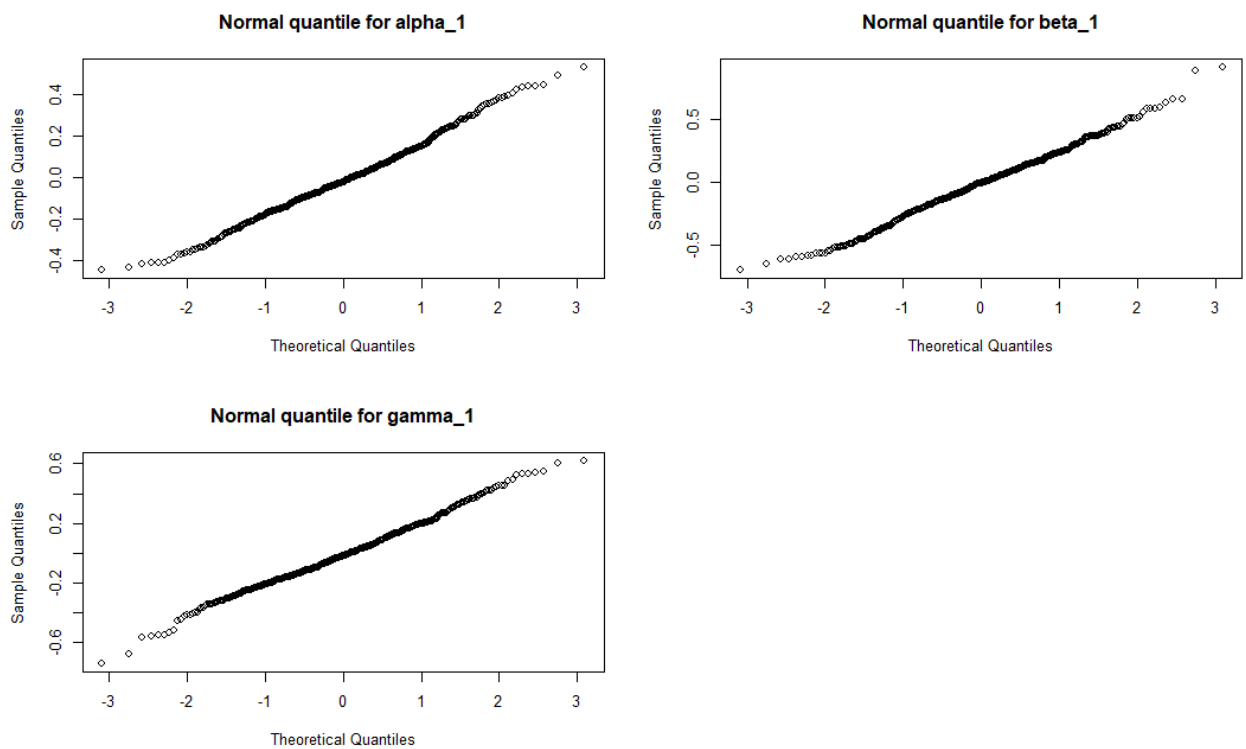 Normal quantile for alpha_1
Sample Quantiles
-0.4 -0.2 0.0 0.2 0.4
-3 -2 -1 0 1 2 3
Theoretical Quantiles
Normal quantile for beta_1
Sample Quantiles
-0.5 0.0 0.5
-3 -2 -1 0 1 2 3
Theoretical Quantiles
Normal quantile for gamma_1
Sample Quantiles
-0.6 -0.2 0.2 0.6
-3 -2 -1 0 1 2 3
Theoretical Quantiles